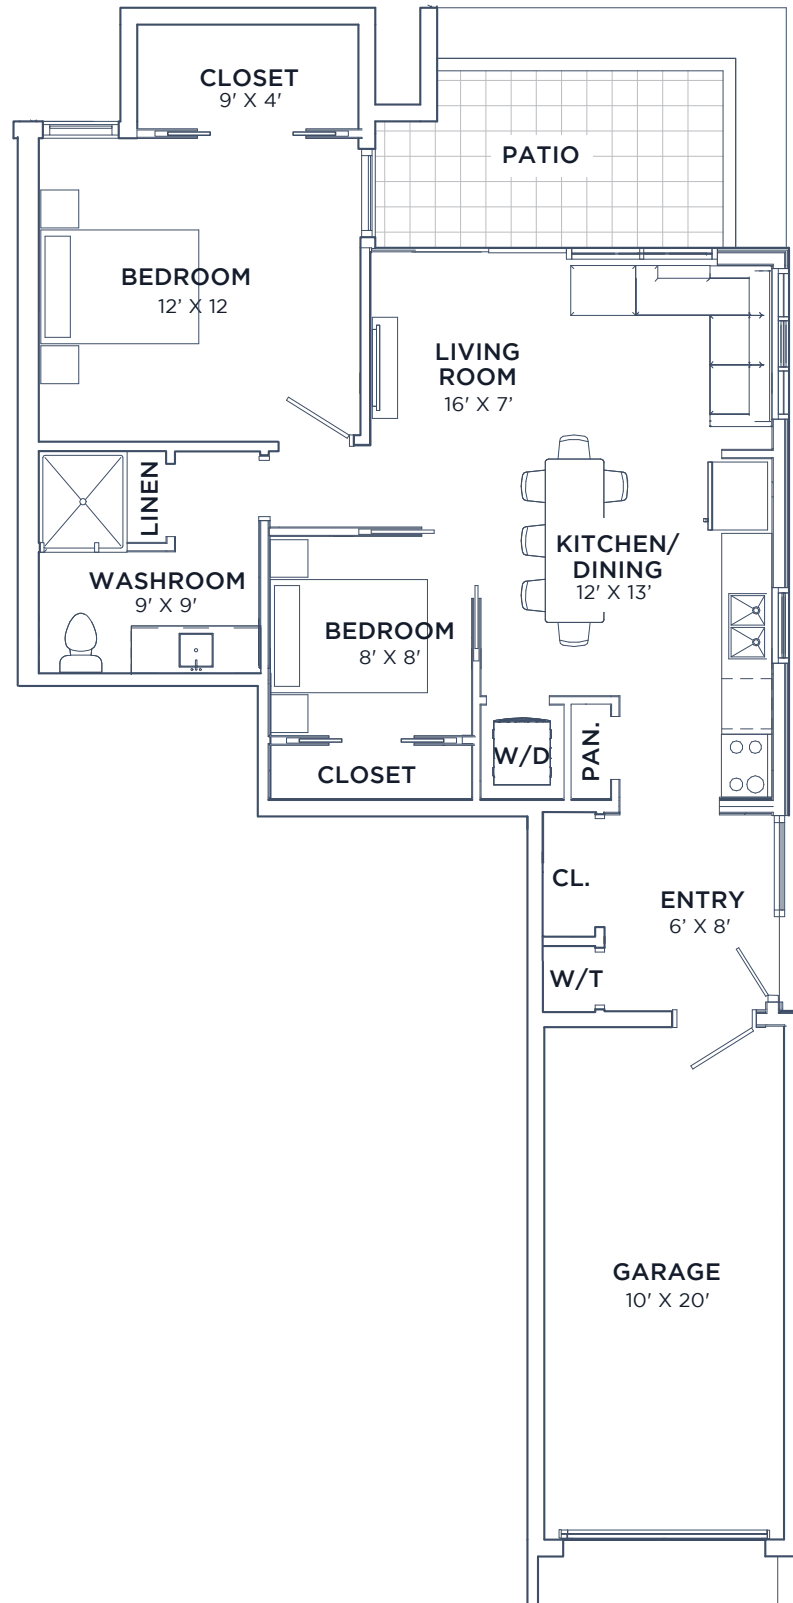 CLOSET
9' X 4'
PATIO
BEDROOM
12’ X 12
LIVING
ROOM
16' X 7’
LINEN
KITCHEN/
DINING
12' X 13’
WASHROOM
9' X 9'
BEDROOM
8' X 8'
W/D
PAN.
CLOSET
CL.
ENTRY
6' X 8'
W/T
GARAGE
10' X 20'